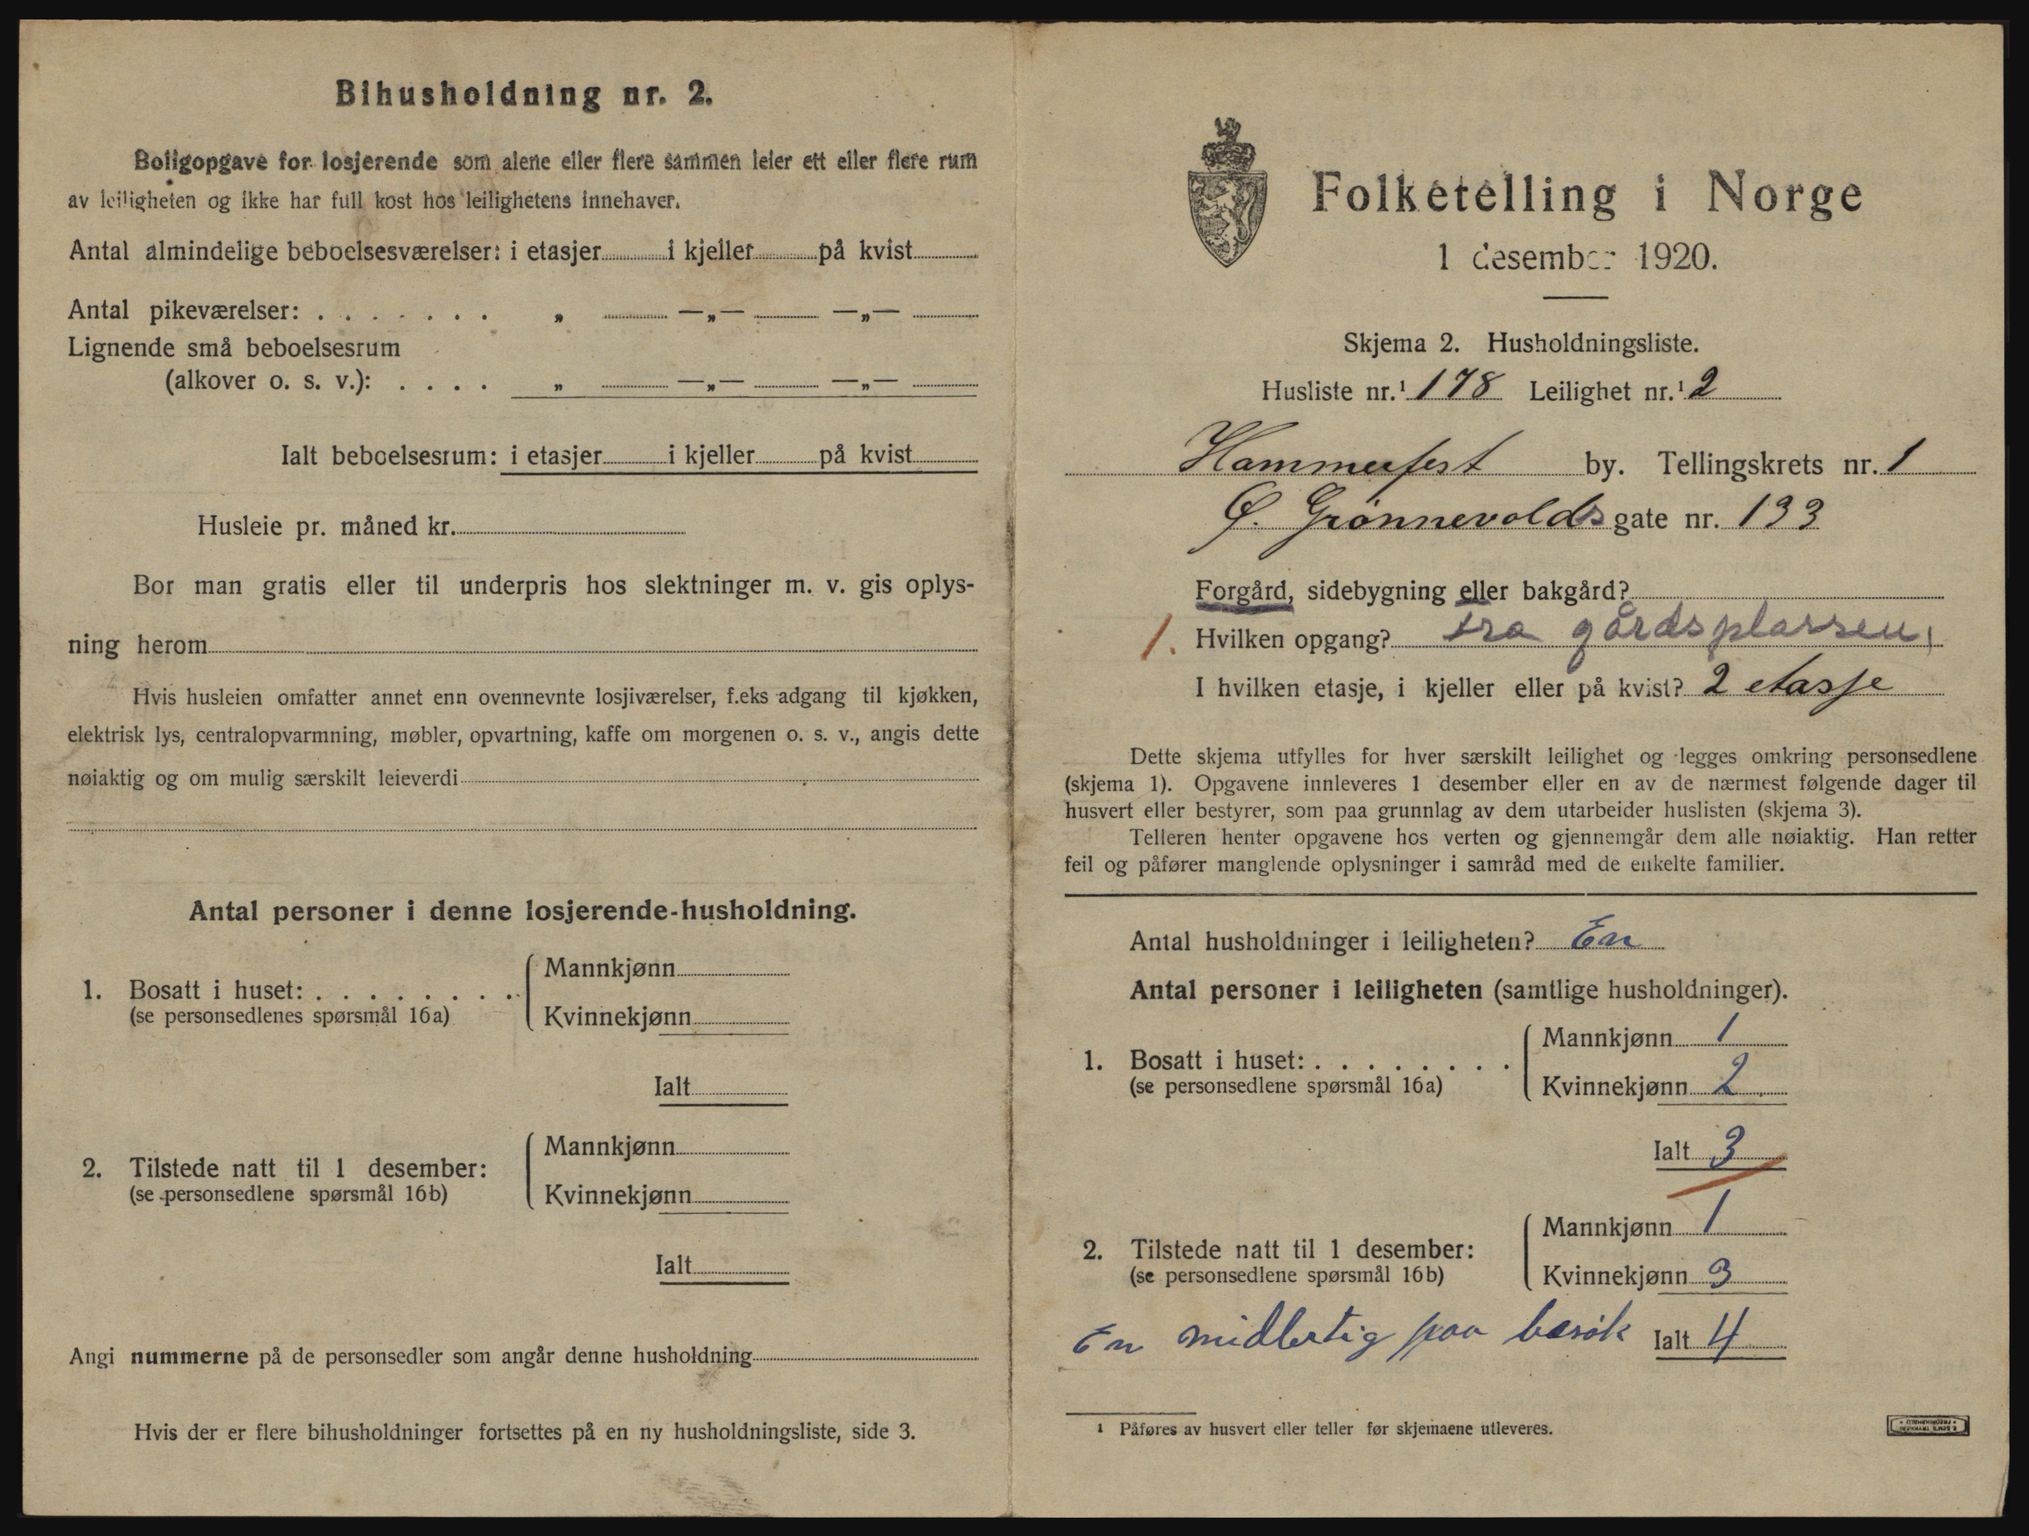 Bihusholdning nr. 2.
Boligopgave for losjerende som alene eller flere sammen leier ett eller flere rum
av leiligheten og ikke har full kost hos leilighetens innehaver.
Antal almindelige beboelsesværelser: i etasjer i kjeller på kvist
Antal pikeværelser: . . . . . . . „ —„— —„—
Lignende små beboelsesrum
(alkover o. s. v.): . . . . „ —„— —„—
Ialt beboelsesrum: i etasjer i kjeller på kvist
Husleie pr. måned kr.
Bor man gratis eller til underpris hos slektninger m. v. gis oplys-
ning herom
Hvis husleien omfatter annet enn ovennevnte losjiværelser, f.eks adgang til kjøkken,
elektrisk lys, centralopvarmning, møbler, opvartning, kaffe om morgenen o. s. v., angis dette
nøiaktig og om mulig særskilt leieverdi
Antal personer i denne losjerende-husholdning.
Mannkjønn
1. Bosatt i huset: . . . . . . . .
(se personsedlenes spørsmål 16a)
Kvinnekjønn
Ialt
Mannkjønn
2. Tilstede natt til 1 desember:
(se personsedlene spørsmål 16b)
Kvinnekjønn
Ialt
Angi nummerne på de personsedler som angår denne husholdning
Hvis der er flere bihusholdninger fortsettes på en ny husholdningsliste, side 3.
Folketelling i Norge
1 desember 1920.
Skjema 2. Husholdningsliste.
Husliste nr.¹ 178 Leilighet nr.¹ 2
Hammerfest by. Tellingskrets nr. 1
Ø. Grønnevolds gate nr. 133
Forgård, sidebygning eller bakgård?
1. Hvilken opgang? fra gårdsplassen,
I hvilken etasje, i kjeller eller på kvist? 2 etasje
Dette skjema utfylles for hver særskilt leilighet og legges omkring personsedlene
(skjema 1). Opgavene innleveres 1 desember eller en av de nærmest følgende dager til
husvert eller bestyrer, som paa grunnlag av dem utarbeider huslisten (skjema 3).
Telleren henter opgavene hos verten og gjennemgår dem alle nøiaktig. Han retter
feil og påfører manglende oplysninger i samråd med de enkelte familier.
Antal husholdninger i leiligheten? En
Antal personer i leiligheten (samtlige husholdninger).
Mannkjønn 1
1. Bosatt i huset: . . . . . . . .
(se personsedlene spørsmål 16a)
Kvinnekjønn 2
Ialt 3
Mannkjønn 1
2. Tilstede natt til 1 desember:
(se personsedlene spørsmål 16b)
Kvinnekjønn 3
En midlertig paa besøk Ialt 4
¹ Påføres av husvert eller teller før skjemaene utleveres.